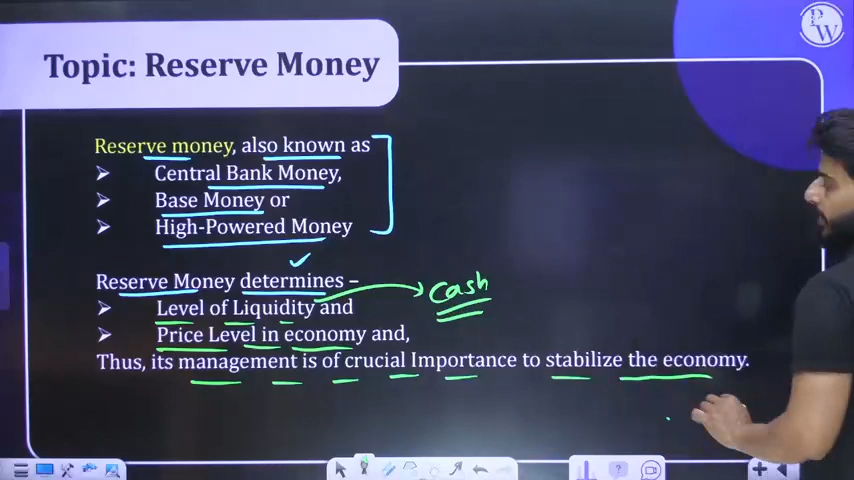 PW
Topic: Reserve Money
Reserve money, also known as
➢ Central Bank Money,
➢ Base Money or
➢ High-Powered Money
Reserve Money determines –
➢ Level of Liquidity and
cash
➢ Price Level in economy and,
Thus, its management is of crucial Importance to stabilize the economy.